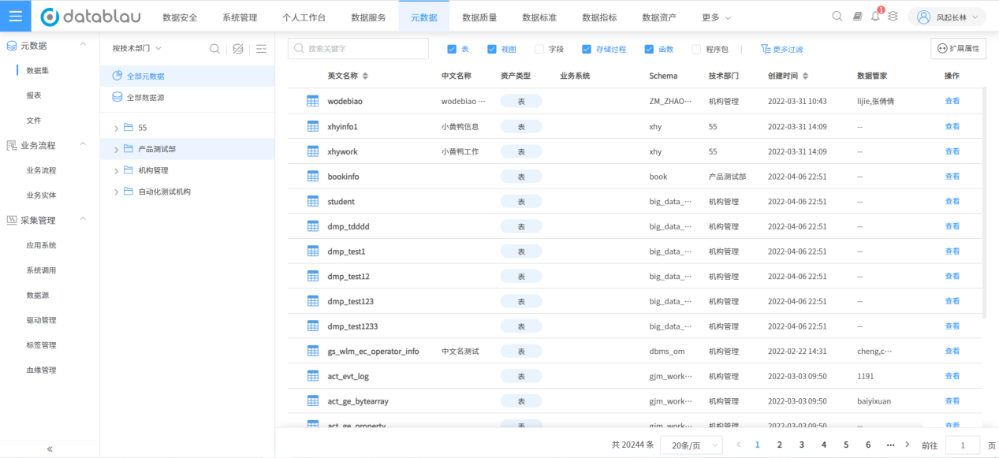 datablau 数据安全 系统管理 个人工作台 数据服务 元数据 数据质量 数据标准 数据指标 数据资产 更多 1 风起长林
元数据
数据集
报表
文件
业务流程
业务流程
业务实体
采集管理
应用系统
系统调用
数据源
驱动管理
标签管理
血缘管理
«
按技术部门
全部元数据
全部数据源
55
产品测试部
机构管理
自动化测试机构
搜索关键字 表 视图 字段 存储过程 函数 程序包 | 更多过滤 扩展属性
英文名称 中文名称 资产类型 业务系统 Schema 技术部门 创建时间 数据管家 操作
wodebiao wodebiao ··· 表 ZM_ZHAO··· 机构管理 2022-03-31 10:43 lijie,张倩倩 查看
xhyinfo1 小黄鸭信息 表 xhy 55 2022-03-31 14:09 -- 查看
xhywork 小黄鸭工作 表 xhy 55 2022-03-31 14:09 -- 查看
bookinfo 表 book 产品测试部 2022-04-06 22:51 -- 查看
student 表 big_data_··· 机构管理 2022-04-06 22:51 -- 查看
dmp_tdddd 表 big_data_··· 机构管理 2022-04-06 22:51 -- 查看
dmp_test1 表 big_data_··· 机构管理 2022-04-06 22:51 -- 查看
dmp_test12 表 big_data_··· 机构管理 2022-04-06 22:51 -- 查看
dmp_test123 表 big_data_··· 机构管理 2022-04-06 22:51 -- 查看
dmp_test1233 表 big_data_··· 机构管理 2022-04-06 22:51 -- 查看
gs_wlm_ec_operator_info 中文名测试 表 dbms_om 机构管理 2022-02-22 14:31 cheng,c··· 查看
act_evt_log 表 gjm_work··· 机构管理 2022-03-03 09:50 1191 查看
act_ge_bytearray 表 gjm_work··· 机构管理 2022-03-03 09:50 baiyixuan 查看
act_ge_property 表 gjm_work··· 机构管理 2022-03-03 09:50 -- 查看
共 20244 条 20条/页 1 2 3 4 5 6 ··· 前往 1 页